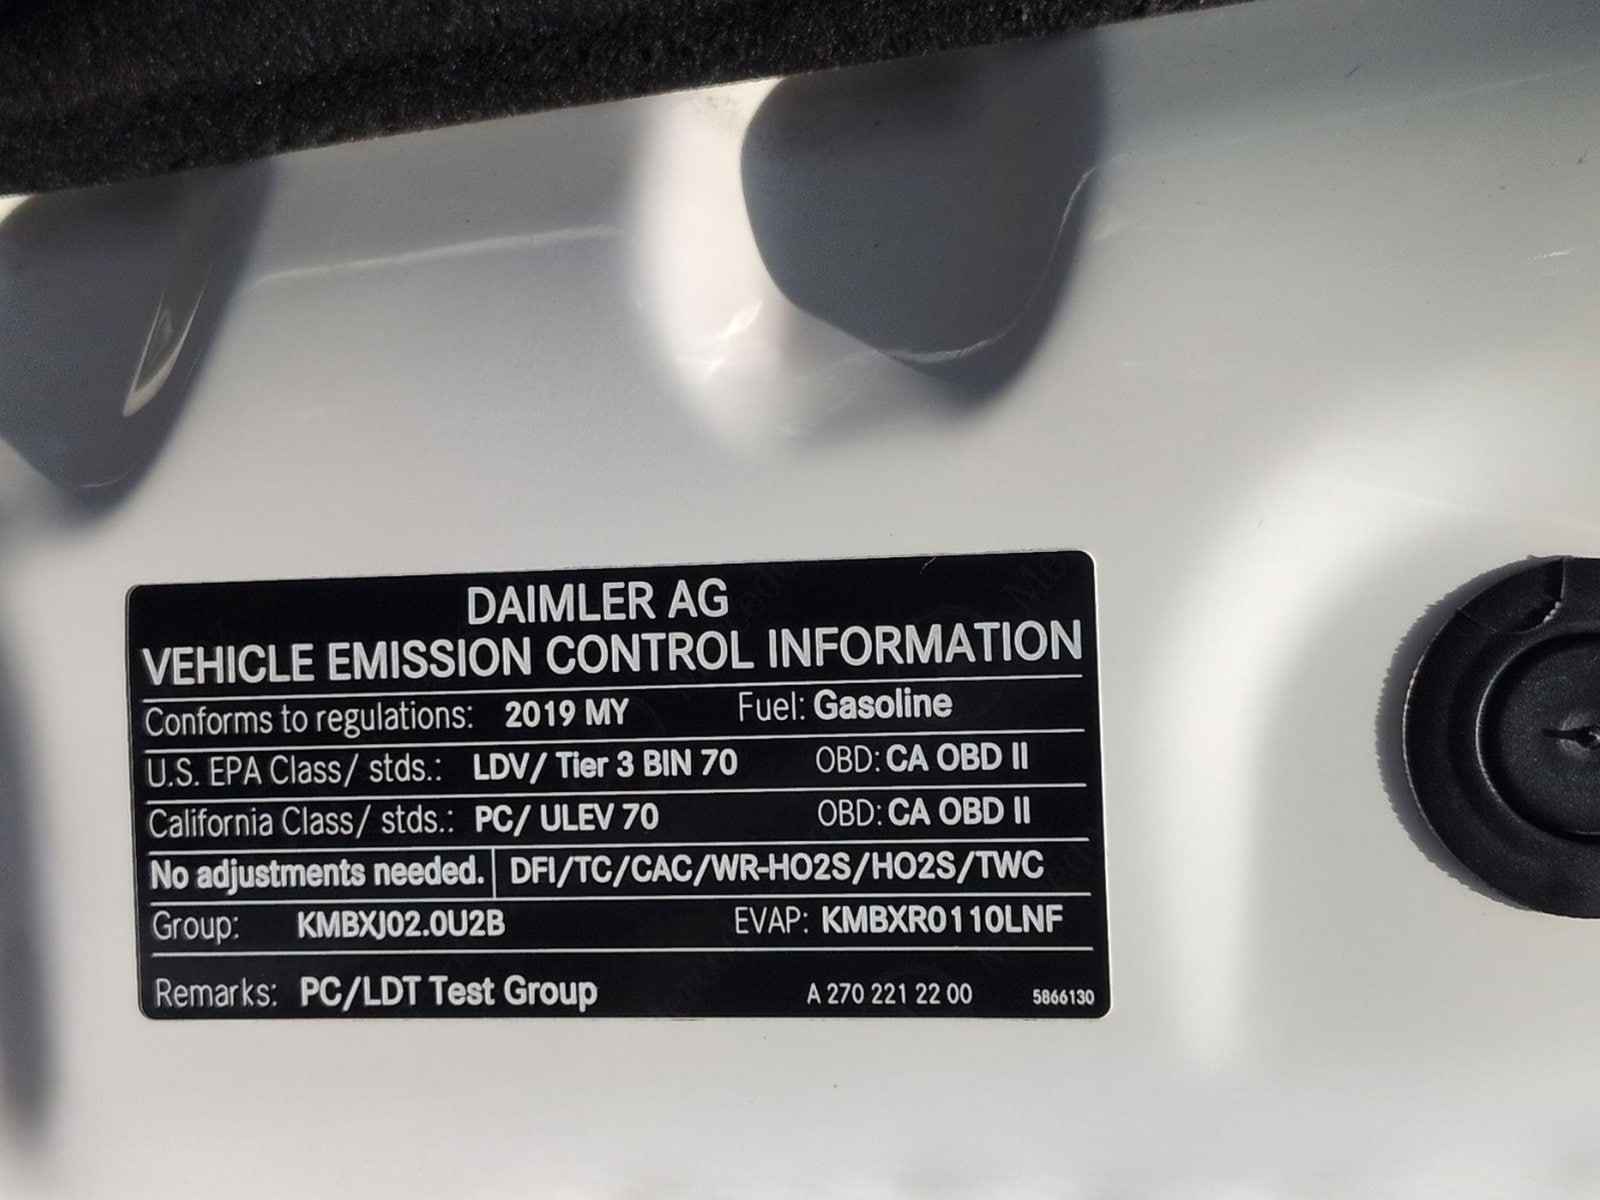 DAIMLER AG
VEHICLE EMISSION CONTROL INFORMATION
Conforms to regulations: 2019 MY Fuel: Gasoline
U.S. EPA Class/ stds.: LDV/ Tier 3 BIN 70 OBD: CA OBD II
California Class/ stds.: PC/ ULEV 70 OBD: CA OBD II
No adjustments needed. DFI/TC/CAC/WR-HO2S/HO2S/TWC
Group: KMBXJ02.0U2B EVAP: KMBXR0110LNF
Remarks: PC/LDT Test Group A 270 221 22 00 5866130